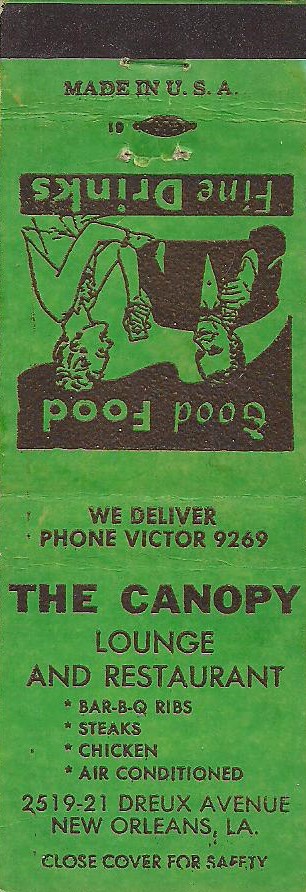 MADE IN U. S. A.
19
Fine Drinks
Good Food
WE DELIVER
PHONE VICTOR 9269
THE CANOPY
LOUNGE
AND RESTAURANT
* BAR-B-Q RIBS
* STEAKS
* CHICKEN
* AIR CONDITIONED
2519-21 DREUX AVENUE
NEW ORLEANS, LA.
CLOSE COVER FOR SAFETY